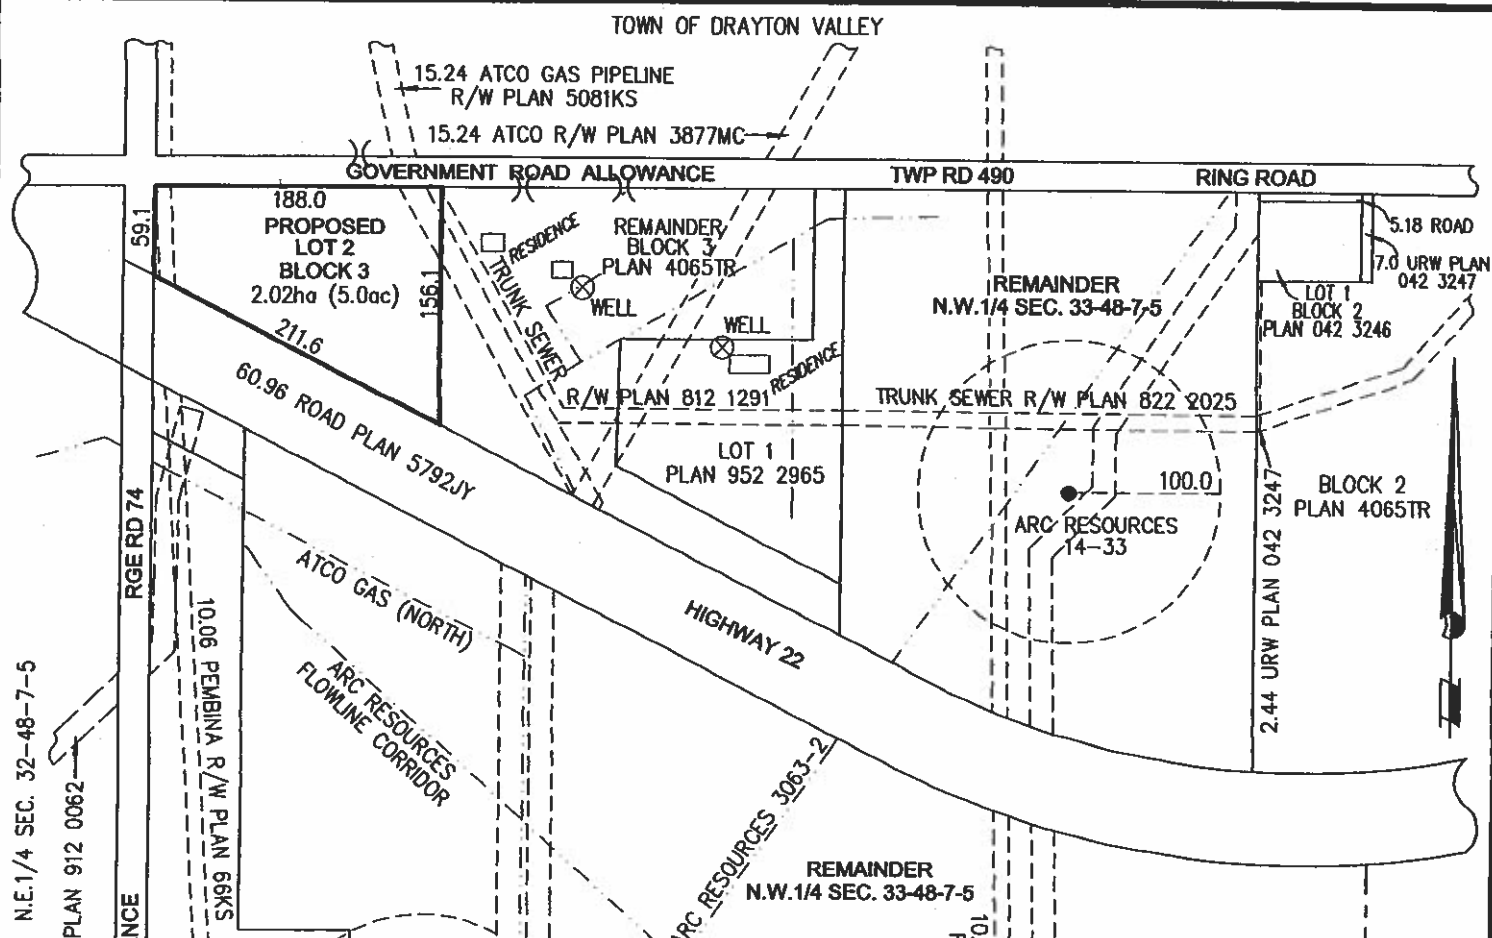 TOWN OF DRAYTON VALLEY
15.24 ATCO GAS PIPELINE
R/W PLAN 5081KS
15.24 ATCO R/W PLAN 3877MC
GOVERNMENT ROAD ALLOWANCE
TWP RD 490
RING ROAD
188.0
59.1
PROPOSED
LOT 2
BLOCK 3
2.02ha (5.0ac)
156.1
211.6
RESIDENCE
REMAINDER
BLOCK 3
PLAN 4065TR
WELL
TRUNK SEWER
WELL
RESIDENCE
R/W PLAN 812 1291
REMAINDER
N.W.1/4 SEC. 33-48-7-5
5.18 ROAD
7.0 URW PLAN
042 3247
LOT 1
BLOCK 2
PLAN 042 3246
TRUNK SEWER R/W PLAN 822 2025
60.96 ROAD PLAN 5792JY
LOT 1
PLAN 952 2965
100.0
ARC RESOURCES
14-33
BLOCK 2
PLAN 4065TR
2.44 URW PLAN 042 3247
RGE RD 74
ATCO GAS (NORTH)
HIGHWAY 22
ARC RESOURCES
FLOWLINE CORRIDOR
10.06 PEMBINA R/W PLAN 66KS
N.E.1/4 SEC. 32-48-7-5
PLAN 912 0062
NCE
ARC RESOURCES 3063-2
REMAINDER
N.W.1/4 SEC. 33-48-7-5
10.